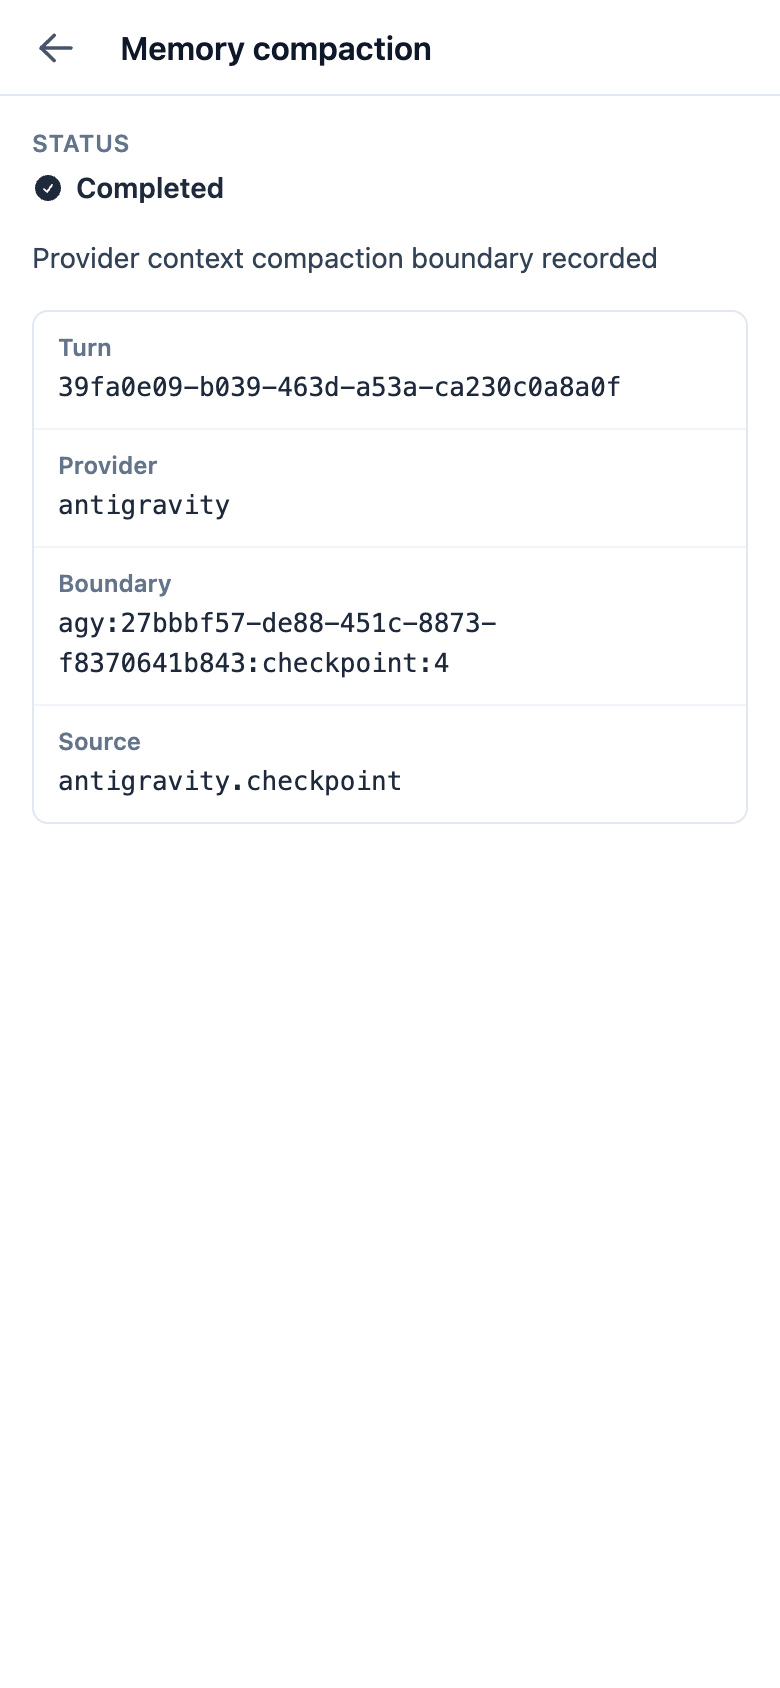 Memory compaction
STATUS
Completed
Provider context compaction boundary recorded
Turn
39fa0e09-b039-463d-a53a-ca230c0a8a0f
Provider
antigravity
Boundary
agy:27bbbf57-de88-451c-8873-
f8370641b843:checkpoint:4
Source
antigravity.checkpoint